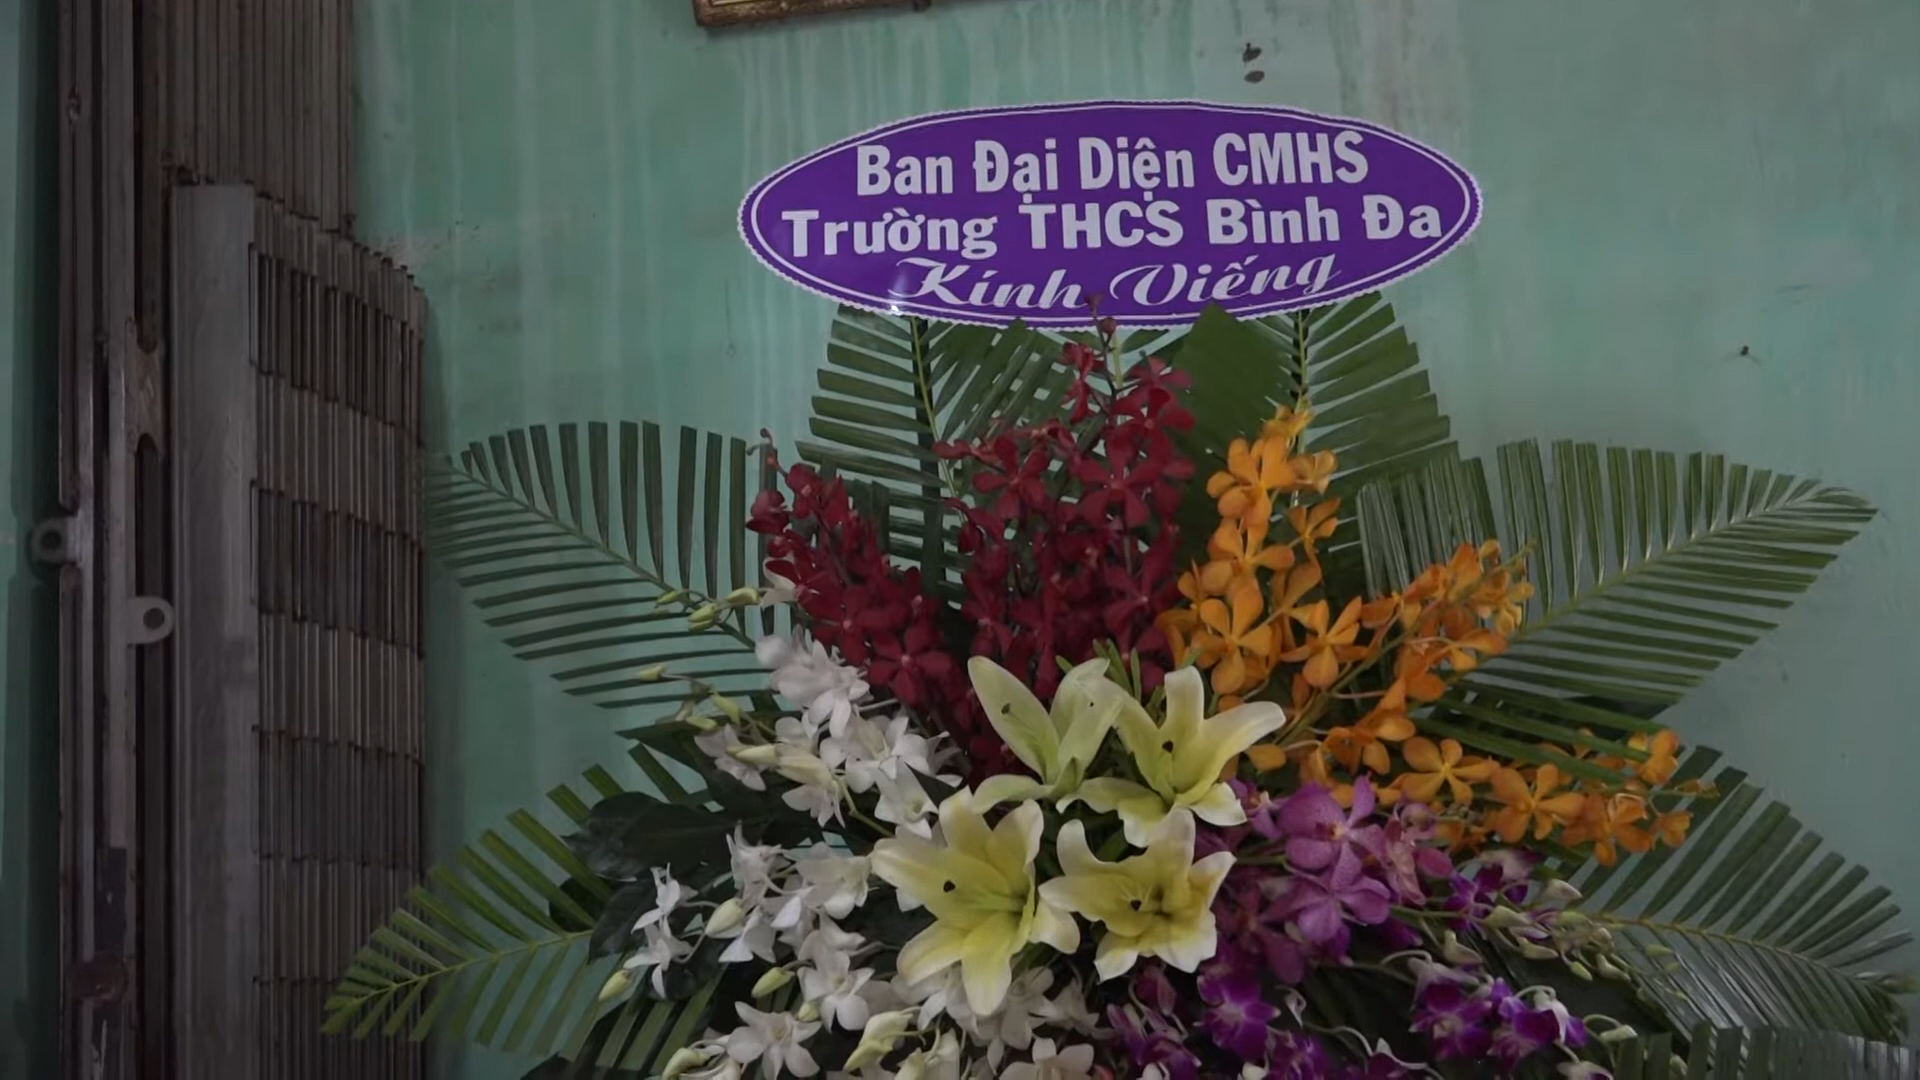 Ban Đại Diện CMHS
Trường THCS Bình Đa
Kính Viếng